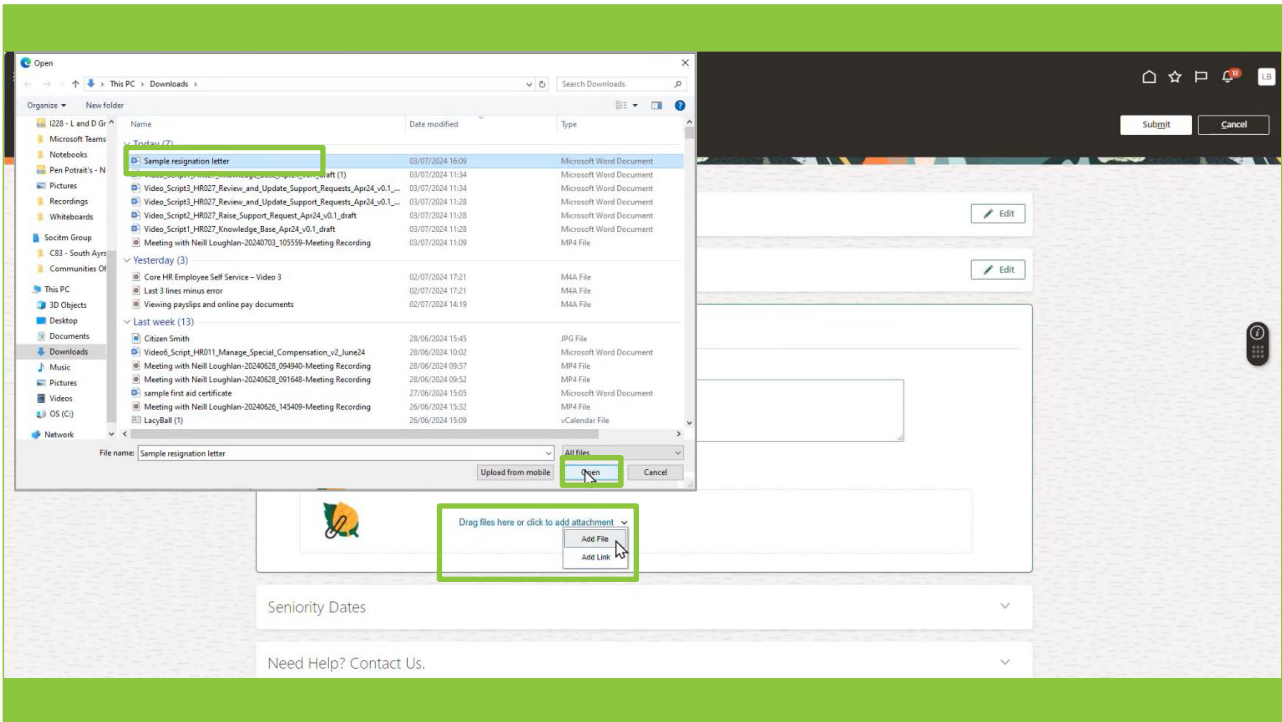 Open
This PC > Downloads >
Search Downloads
Organize
New folder
I228 - L and D Gr
Microsoft Teams
Notebooks
Pen Potrait's - N
Pictures
Recordings
Whiteboards
Socitm Group
C83 - South Ayrs
Communities Of
This PC
3D Objects
Desktop
Documents
Downloads
Music
Pictures
Videos
OS (C:)
Network
Name Date modified Type
Today (7)
Sample resignation letter 03/07/2024 16:09 Microsoft Word Document
03/07/2024 11:34 Microsoft Word Document
Video_Script3_HR027_Review_and_Update_Support_Requests_Apr24_v0.1_... 03/07/2024 11:34 Microsoft Word Document
Video_Script3_HR027_Review_and_Update_Support_Requests_Apr24_v0.1_... 03/07/2024 11:28 Microsoft Word Document
Video_Script2_HR027_Raise_Support_Request_Apr24_v0.1_draft 03/07/2024 11:28 Microsoft Word Document
Video_Script1_HR027_Knowledge_Base_Apr24_v0.1_draft 03/07/2024 11:28 Microsoft Word Document
Meeting with Neill Loughlan-20240703_105559-Meeting Recording 03/07/2024 11:09 MP4 File
Yesterday (3)
Core HR Employee Self Service – Video 3 02/07/2024 17:21 M4A File
Last 3 lines minus error 02/07/2024 17:21 M4A File
Viewing payslips and online pay documents 02/07/2024 14:19 M4A File
Last week (13)
Citizen Smith 28/06/2024 15:45 JPG File
Video6_Script_HR011_Manage_Special_Compensation_v2_June24 28/06/2024 10:02 Microsoft Word Document
Meeting with Neill Loughlan-20240628_094940-Meeting Recording 28/06/2024 09:57 MP4 File
Meeting with Neill Loughlan-20240628_091648-Meeting Recording 28/06/2024 09:52 MP4 File
sample first aid certificate 27/06/2024 15:05 Microsoft Word Document
Meeting with Neill Loughlan-20240626_145409-Meeting Recording 26/06/2024 15:32 MP4 File
LacyBall (1) 26/06/2024 15:09 vCalendar File
File name: Sample resignation letter
All files
Upload from mobile
Open
Cancel
LB
Submit
Cancel
Edit
Edit
Drag files here or click to add attachment
Add File
Add Link
Seniority Dates
Need Help? Contact Us.